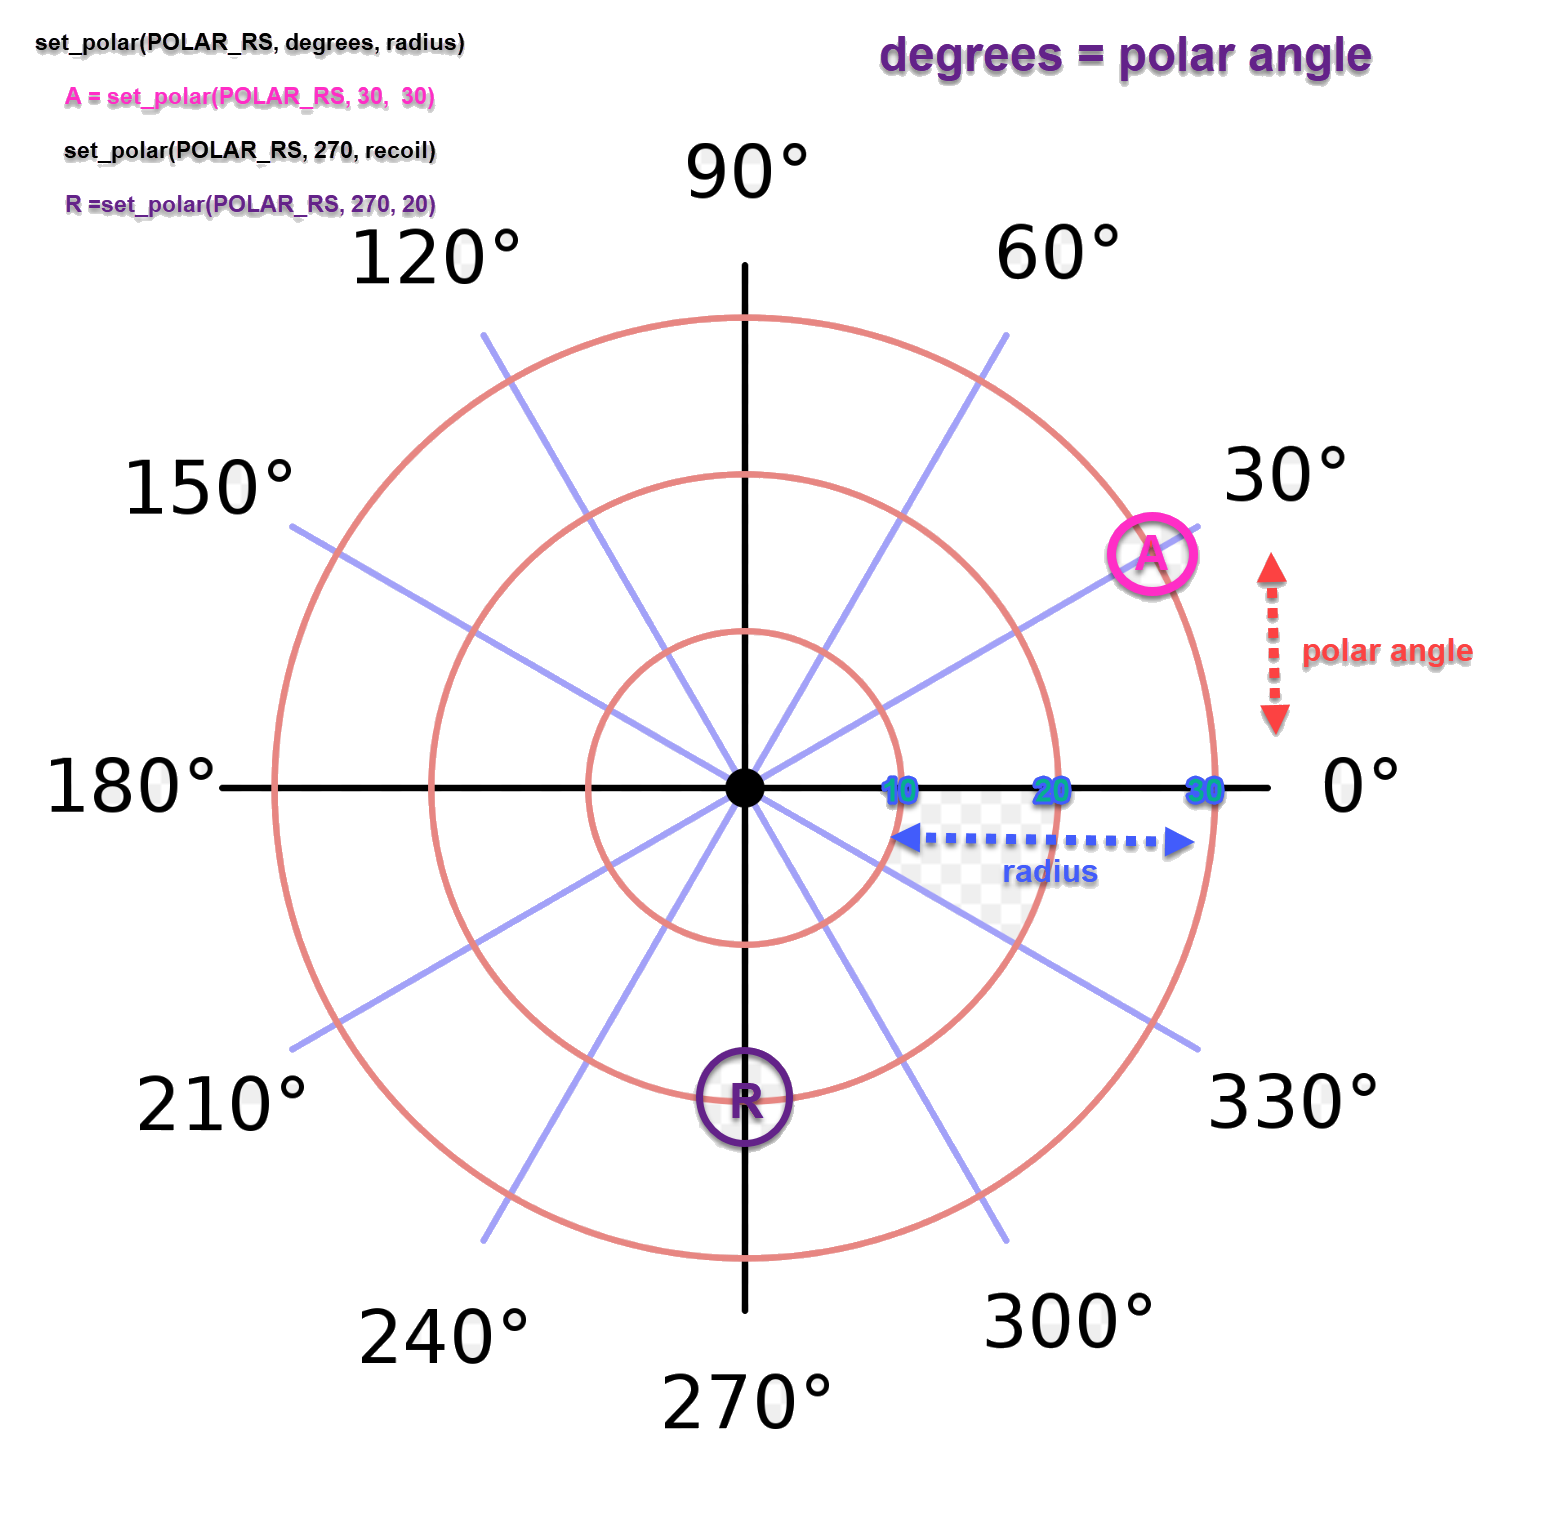 set_polar(POLAR_RS, degrees, radius)
degrees = polar angle
A = set_polar(POLAR_RS, 30,  30)
set_polar(POLAR_RS, 270, recoil)
R =set_polar(POLAR_RS, 270, 20)
90°
120°
60°
150°
30°
A
polar angle
180°
10
20
30
0°
radius
210°
R
330°
240°
300°
270°